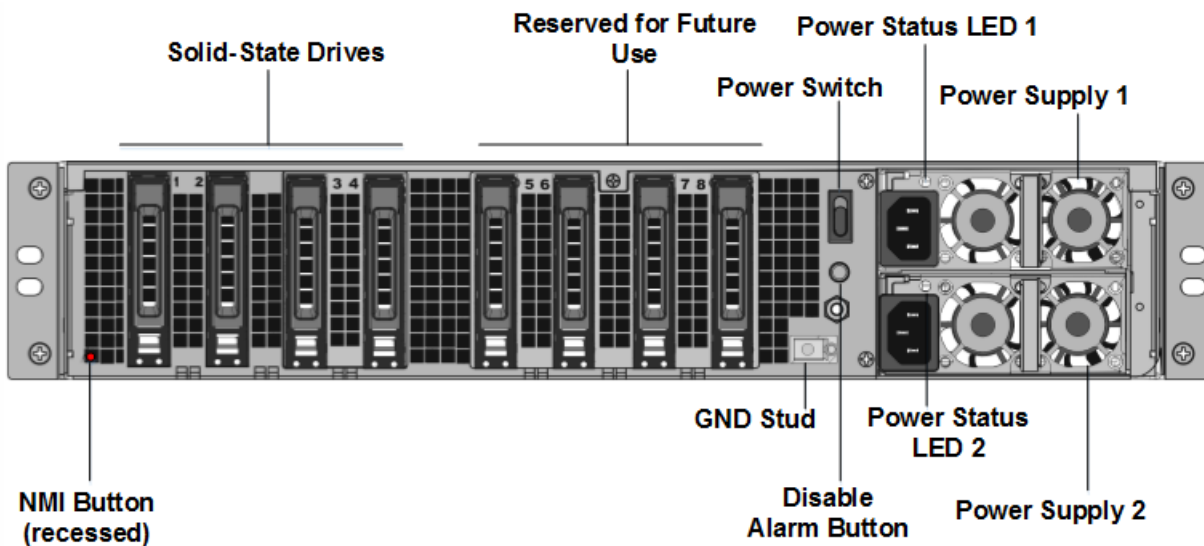 Reserved for Future
Use
Power Status LED 1
Solid-State Drives
Power Switch
Power Supply 1
1 2
3 4
5 6
7 8
GND Stud
Power Status
LED 2
NMI Button
(recessed)
Disable
Alarm Button
Power Supply 2